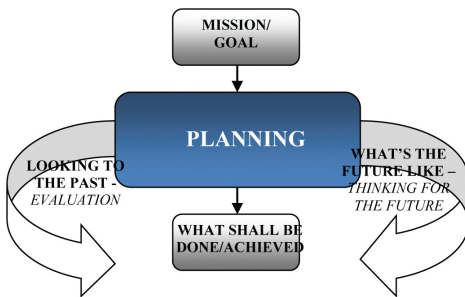 MISSION/
GOAL
PLANNING
LOOKING TO
THE PAST -
EVALUATION
WHAT'S THE
FUTURE LIKE –
THINKING FOR
THE FUTURE
WHAT SHALL BE
DONE/ACHIEVED